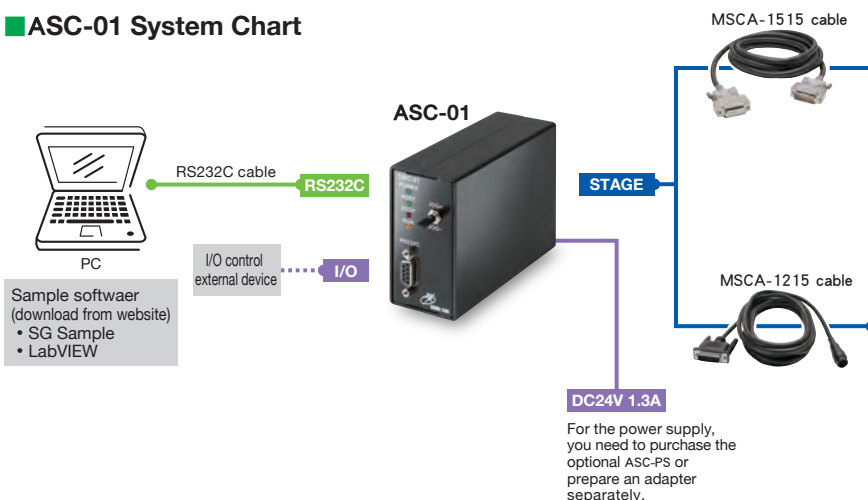 ASC-01 System Chart
MSCA-1515 cable
ASC-01
RS232C cable
RS232C
STAGE
PC
I/O control
external device
I/O
Sample softwaer
(download from website)
• SG Sample
• LabVIEW
POWER
RS232C
MSCA-1215 cable
DC24V 1.3A
For the power supply,
you need to purchase the
optional ASC-PS or
prepare an adapter
separately.